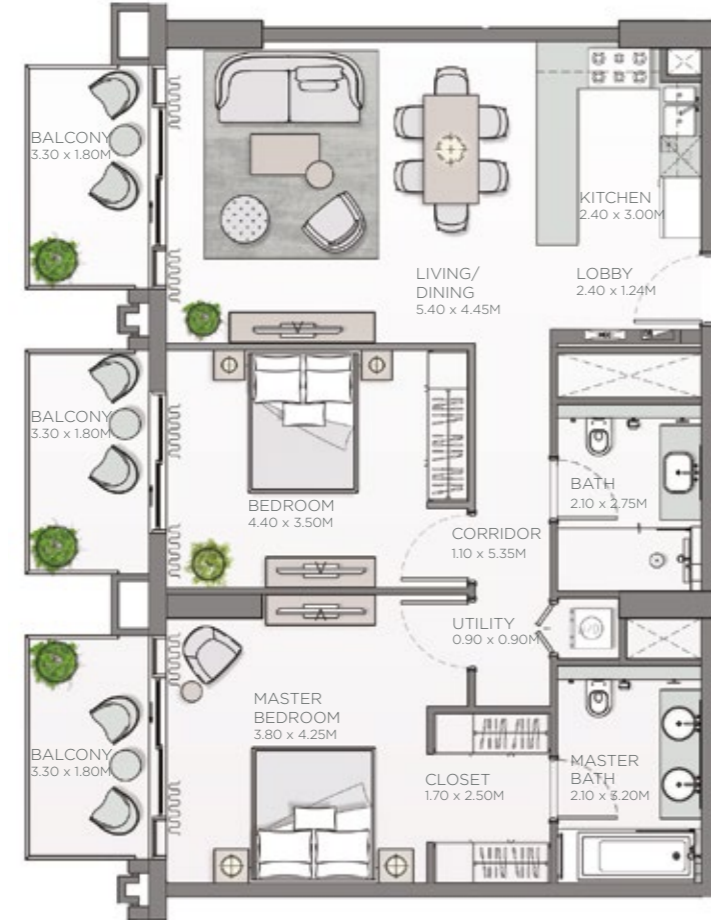 BALCONY
3.30 x 1.80M
KITCHEN
2.40 x 3.00M
LIVING/
DINING
5.40 x 4.45M
LOBBY
2.40 x 1.24M
BALCONY
3.30 x 1.80M
BEDROOM
4.40 x 3.50M
BATH
2.10 x 2.75M
CORRIDOR
1.10 x 5.35M
UTILITY
0.90 x 0.90M
MASTER
BEDROOM
3.80 x 4.25M
BALCONY
3.30 x 1.80M
CLOSET
1.70 x 2.50M
MASTER
BATH
2.10 x 3.20M